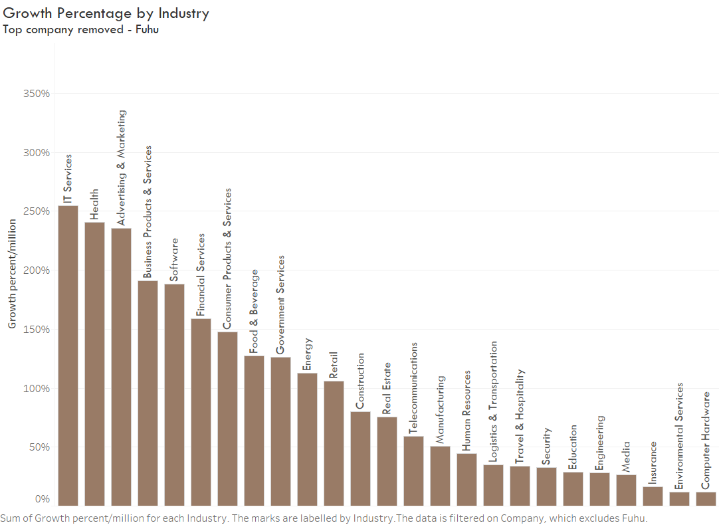 Growth Percentage by Industry
Top company removed - Fuhu
Growth percent/million
350%
300%
250%
200%
150%
100%
50%
0%
IT Services
Health
Advertising & Marketing
Business Products & Services
Software
Financial Services
Consumer Products & Services
Food & Beverage
Government Services
Energy
Retail
Construction
Real Estate
Telecommunications
Manufacturing
Human Resources
Logistics & Transportation
Travel & Hospitality
Security
Education
Engineering
Media
Insurance
Environmental Services
Computer Hardware
Sum of Growth percent/million for each Industry. The marks are labelled by Industry.The data is filtered on Company, which excludes Fuhu.